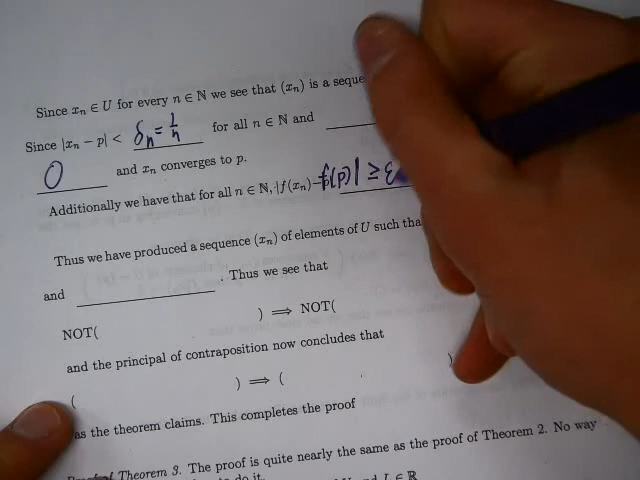 Since xₙ ∈ U for every n ∈ ℕ we see that (xₙ) is a seque
Since |xₙ − p| < δₙ = 1/n for all n ∈ ℕ and
0 and xₙ converges to p.
Additionally we have that for all n ∈ ℕ, |f(xₙ) − f(p)| ≥ ε
Thus we have produced a sequence (xₙ) of elements of U such tha
and . Thus we see that
NOT( ) ⟹ NOT(
and the principal of contraposition now concludes that
( ) ⟹ ( )
as the theorem claims. This completes the proof
Theorem 3. The proof is quite nearly the same as the proof of Theorem 2. No way
to do it.
∈ ℝ